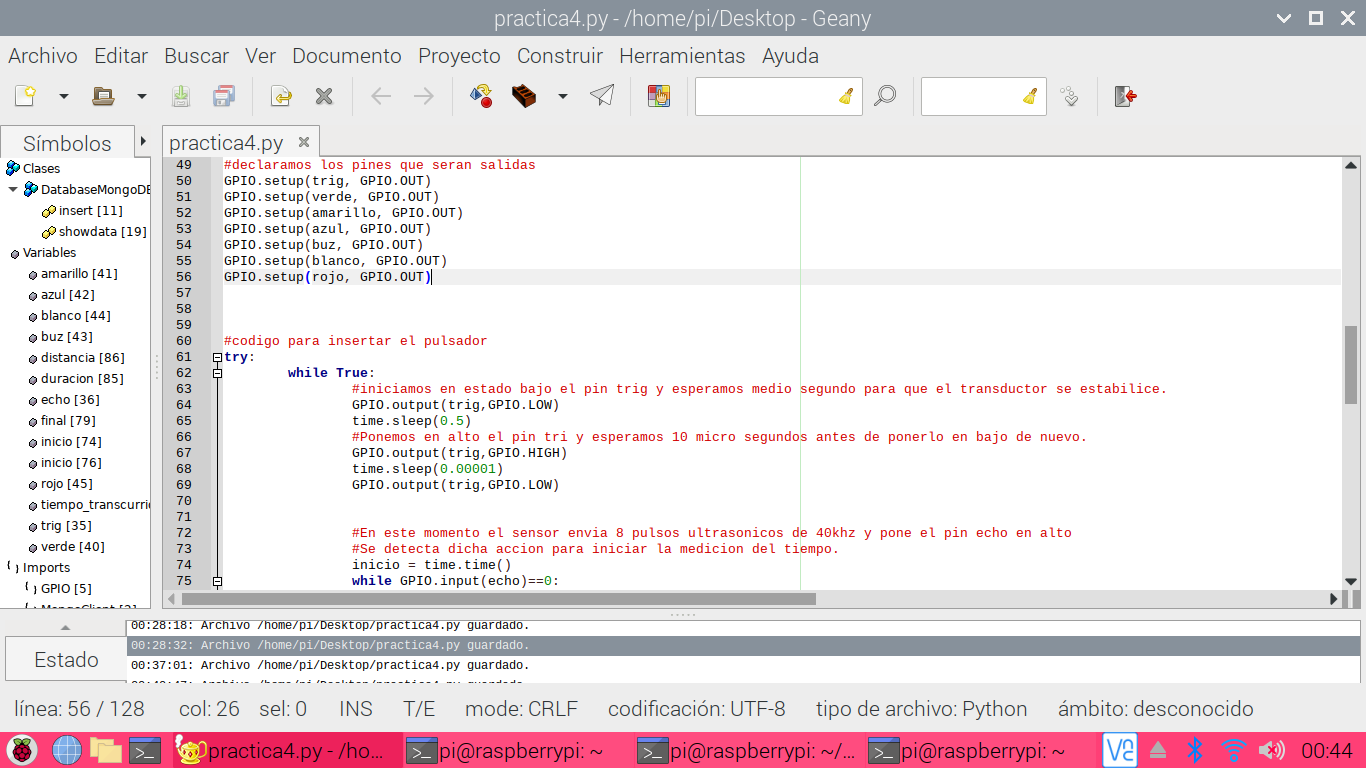 practica4.py - /home/pi/Desktop - Geany
Archivo Editar Buscar Ver Documento Proyecto Construir Herramientas Ayuda
Símbolos
Clases
DatabaseMongoDB
insert [11]
showdata [19]
Variables
amarillo [41]
azul [42]
blanco [44]
buz [43]
distancia [86]
duracion [85]
echo [36]
final [79]
inicio [74]
inicio [76]
rojo [45]
tiempo_transcurri
trig [35]
verde [40]
Imports
GPIO [5]
MongoClient [2]
practica4.py
49 #declaramos los pines que seran salidas
50 GPIO.setup(trig, GPIO.OUT)
51 GPIO.setup(verde, GPIO.OUT)
52 GPIO.setup(amarillo, GPIO.OUT)
53 GPIO.setup(azul, GPIO.OUT)
54 GPIO.setup(buz, GPIO.OUT)
55 GPIO.setup(blanco, GPIO.OUT)
56 GPIO.setup(rojo, GPIO.OUT)
57
58
59
60 #codigo para insertar el pulsador
61 try:
62 while True:
63 #iniciamos en estado bajo el pin trig y esperamos medio segundo para que el transductor se estabilice.
64 GPIO.output(trig,GPIO.LOW)
65 time.sleep(0.5)
66 #Ponemos en alto el pin tri y esperamos 10 micro segundos antes de ponerlo en bajo de nuevo.
67 GPIO.output(trig,GPIO.HIGH)
68 time.sleep(0.00001)
69 GPIO.output(trig,GPIO.LOW)
70
71
72 #En este momento el sensor envia 8 pulsos ultrasonicos de 40khz y pone el pin echo en alto
73 #Se detecta dicha accion para iniciar la medicion del tiempo.
74 inicio = time.time()
75 while GPIO.input(echo)==0:
Estado
00:28:18: Archivo /home/pi/Desktop/practica4.py guardado.
00:28:32: Archivo /home/pi/Desktop/practica4.py guardado.
00:37:01: Archivo /home/pi/Desktop/practica4.py guardado.
línea: 56 / 128 col: 26 sel: 0 INS T/E mode: CRLF codificación: UTF-8 tipo de archivo: Python ámbito: desconocido
practica4.py - /ho... pi@raspberrypi: ~ pi@raspberrypi: ~/... pi@raspberrypi: ~ 00:44